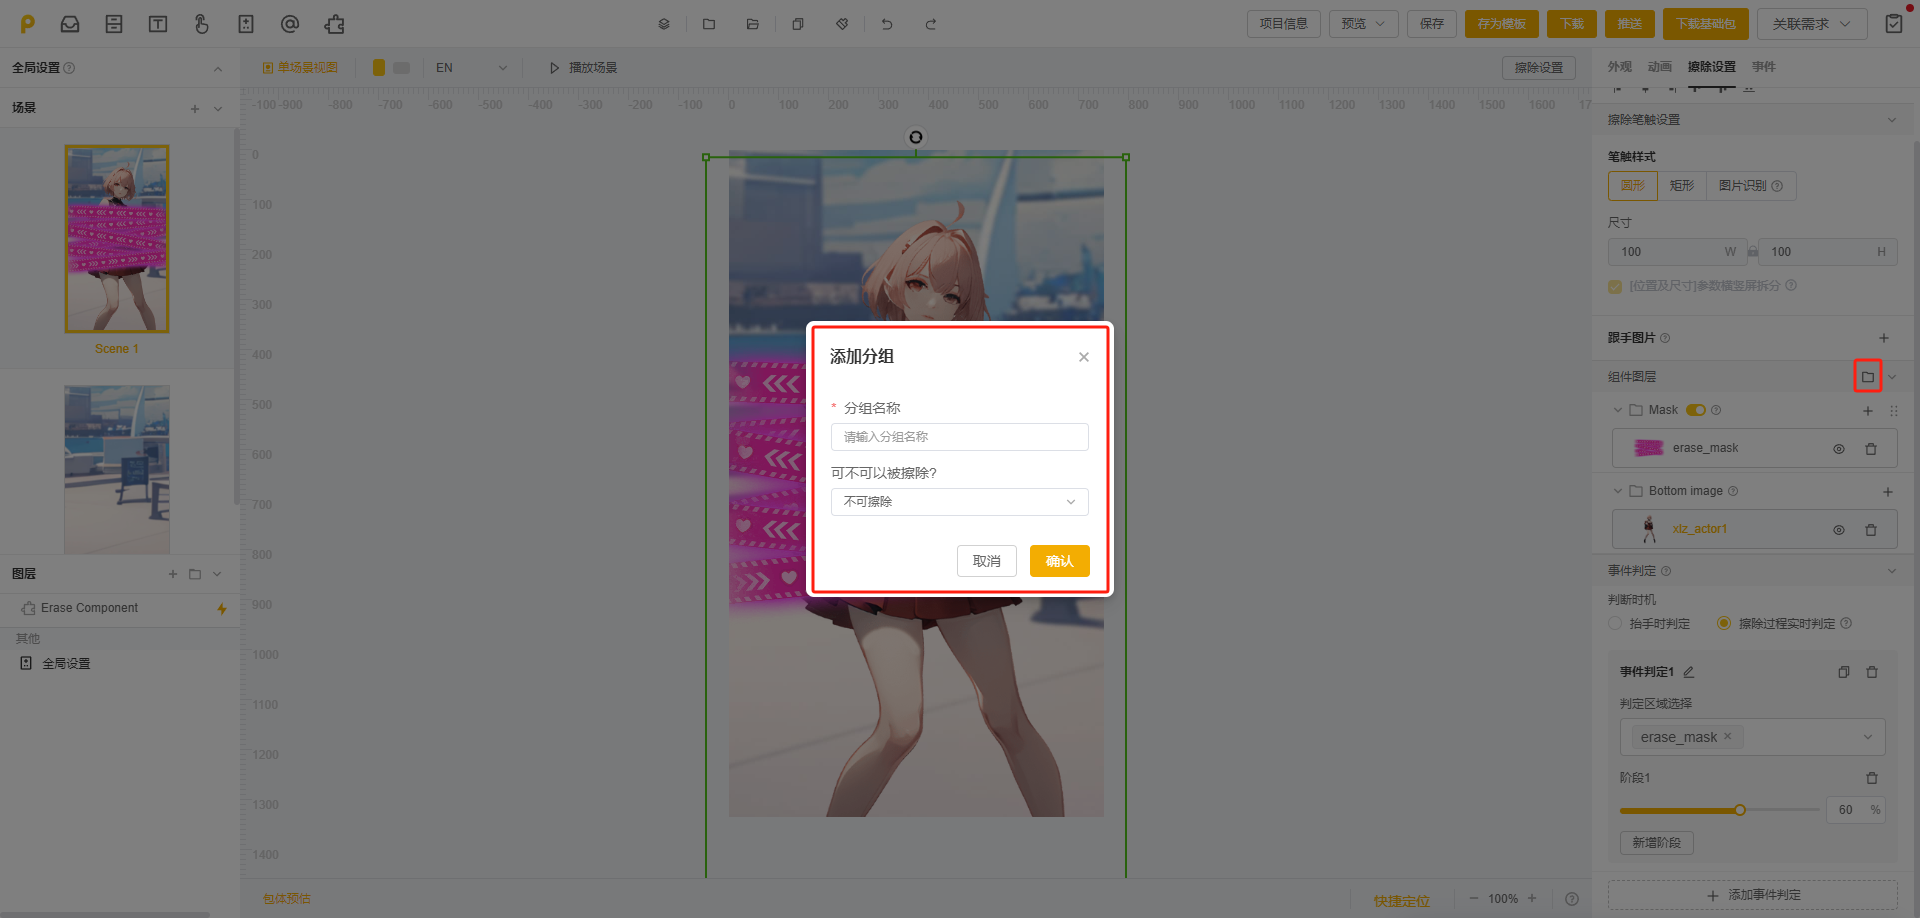 项目信息
预览
保存
存为模板
下载
推送
下载基础包
关联需求
全局设置
单场景视图
EN
播放场景
擦除设置
外观
动画
擦除设置
事件
场景
-100 -900 -800 -700 -600 -500 -400 -300 -200 -100 0 100 200 300 400 500 600 700 800 900 1000 1100 1200 1300 1400 1500 1600 17
0
100
200
300
400
500
600
700
800
900
1000
1100
1200
1300
1400
Scene 1
图层
Erase Component
其他
全局设置
添加分组
* 分组名称
请输入分组名称
可不可以被擦除?
不可擦除
取消
确认
擦除笔触设置
笔触样式
圆形
矩形
图片识别
尺寸
100 W
100 H
[位置及尺寸]参数横竖屏拆分
跟手图片
组件图层
Mask
erase_mask
Bottom image
xlz_actor1
事件判定
判断时机
抬手时判定
擦除过程实时判定
事件判定1
判定区域选择
erase_mask
阶段1
60 %
新增阶段
添加事件判定
包体预估
快捷定位
100%